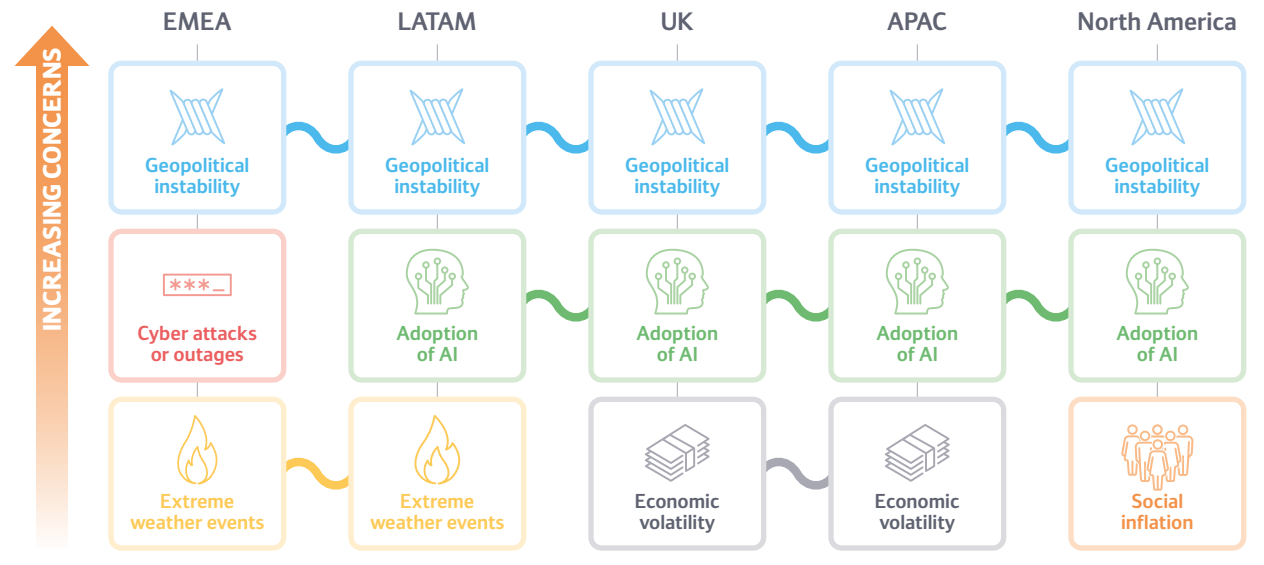 EMEA
LATAM
UK
APAC
North America
INCREASING CONCERNS
Geopolitical
instability
Geopolitical
instability
Geopolitical
instability
Geopolitical
instability
Geopolitical
instability
***_
Cyber attacks
or outages
Adoption
of AI
Adoption
of AI
Adoption
of AI
Adoption
of AI
Extreme
weather events
Extreme
weather events
Economic
volatility
Economic
volatility
Social
inflation